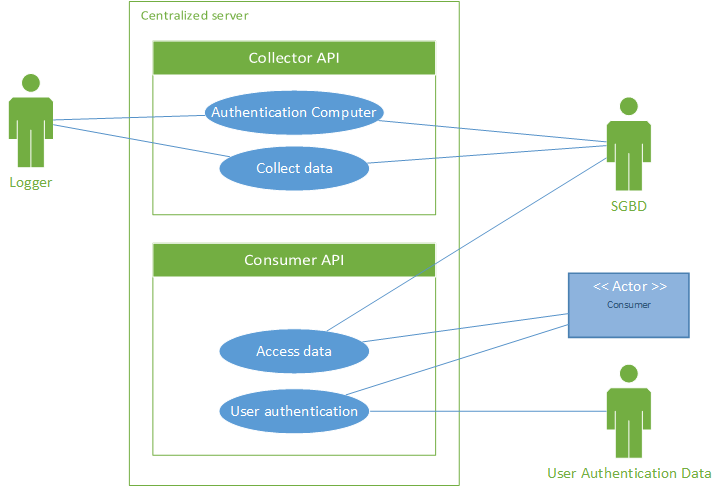 Centralized server
Collector API
Authentication Computer
Collect data
Logger
SGBD
Consumer API
<< Actor >>
Consumer
Access data
User authentication
User Authentication Data